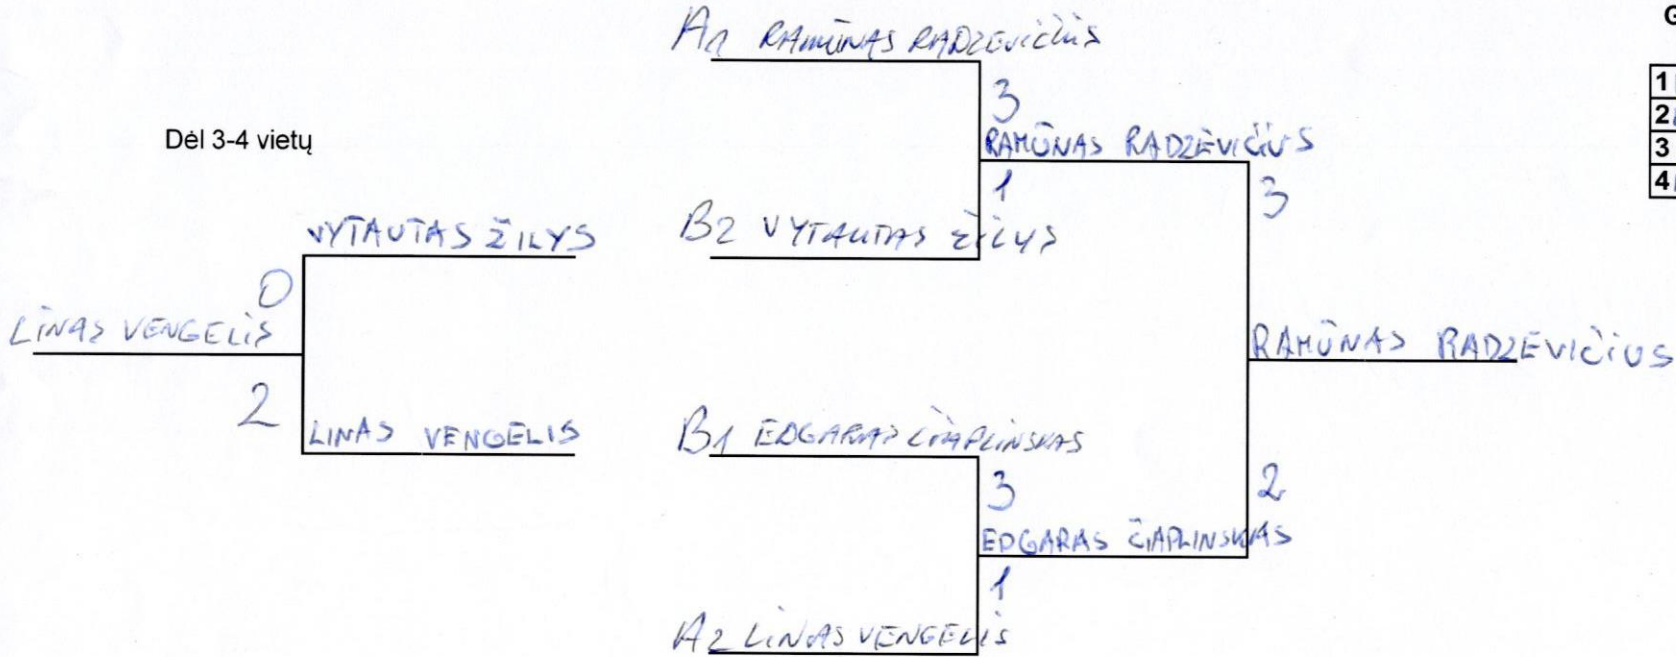 A1 RAMŪNAS RADZEVIČIUS
G
3
1
Dėl 3-4 vietų
RAMŪNAS RADZEVIČIUS
2
3
4
1
3
VYTAUTAS ŽILYS
B2 VYTAUTAS ŽILYS
0
LINAS VENGELIS
RAMŪNAS RADZEVIČIUS
2
LINAS VENGELIS
B1 EDGARAS ČIAPLINSKAS
3
2
EDGARAS ČIAPLINSKAS
1
A2 LINAS VENGELIS